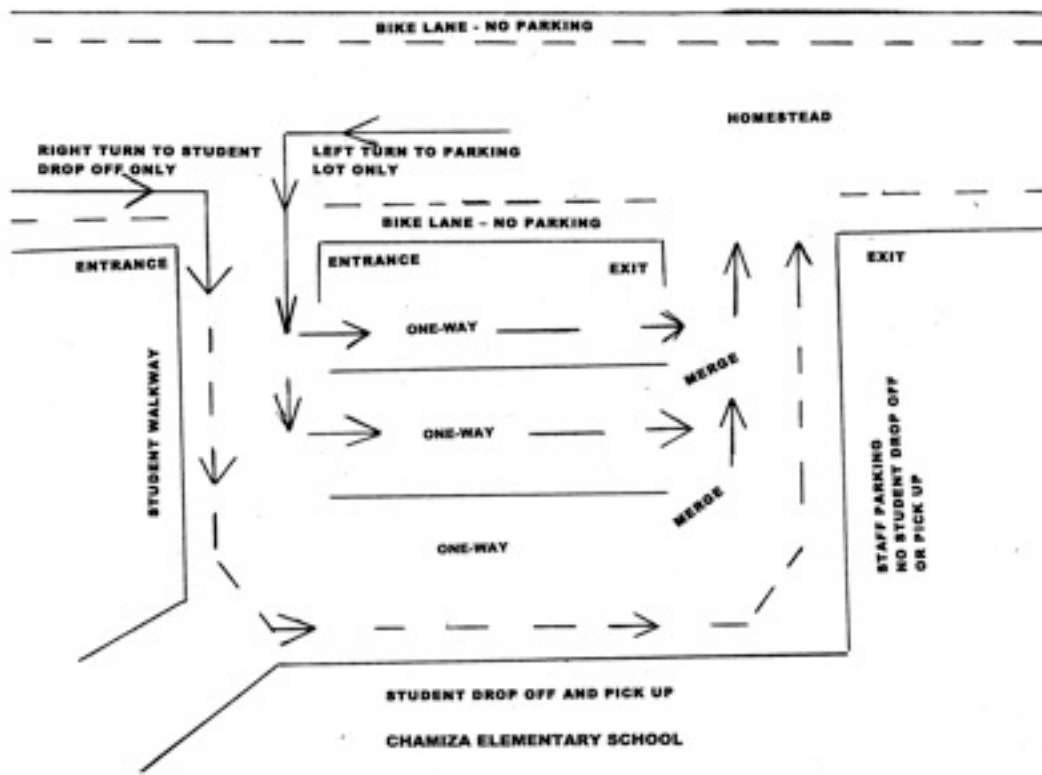 BIKE LANE - NO PARKING
HOMESTEAD
RIGHT TURN TO STUDENT
DROP OFF ONLY
LEFT TURN TO PARKING
LOT ONLY
BIKE LANE – NO PARKING
ENTRANCE
ENTRANCE
EXIT
EXIT
ONE-WAY
MERGE
STUDENT WALKWAY
ONE-WAY
MERGE
ONE-WAY
STAFF PARKING
NO STUDENT DROP OFF
OR PICK UP
STUDENT DROP OFF AND PICK UP
CHAMIZA ELEMENTARY SCHOOL